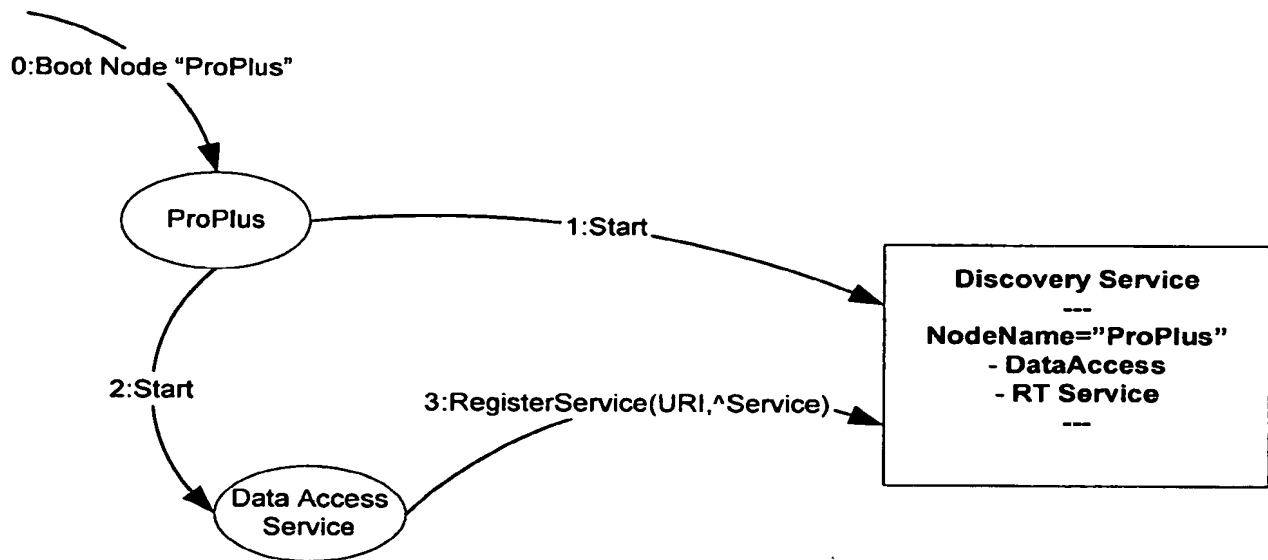 0:Boot Node “ProPlus”
ProPlus
1:Start
Discovery Service
---
NodeName=”ProPlus”
- DataAccess
- RT Service
---
2:Start
3:RegisterService(URI,^Service)
Data Access
Service